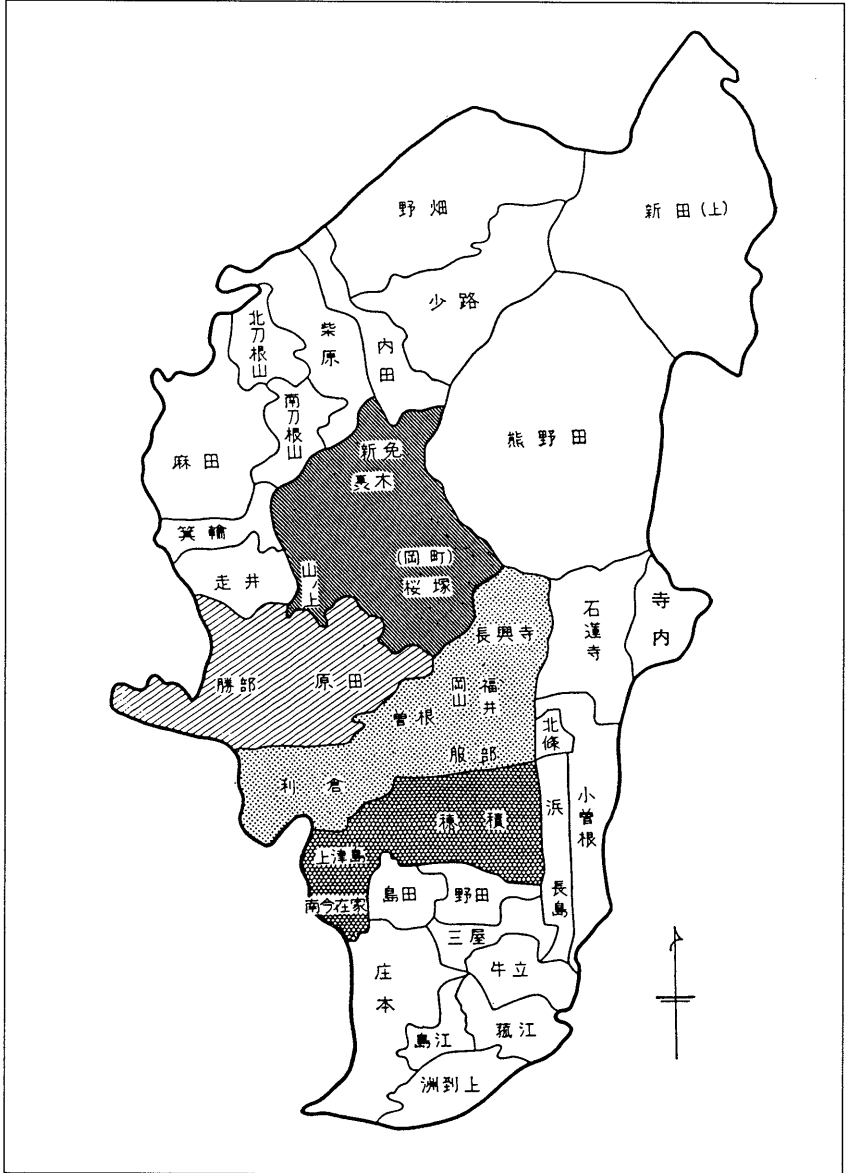 野畑
新田(上)
少路
北刀根山
柴原
内田
南刀根山
麻田
新免
裏木
熊野田
箕輪
走井
山ノ上
(岡町)
桜塚
石蓮寺
寺内
長興寺
勝部
原田
岡山
福井
曽根
服部
北條
利倉
浜
小曽根
穂積
上津島
南今在家
島田
野田
長島
三屋
牛立
庄本
島江
菰江
洲到上